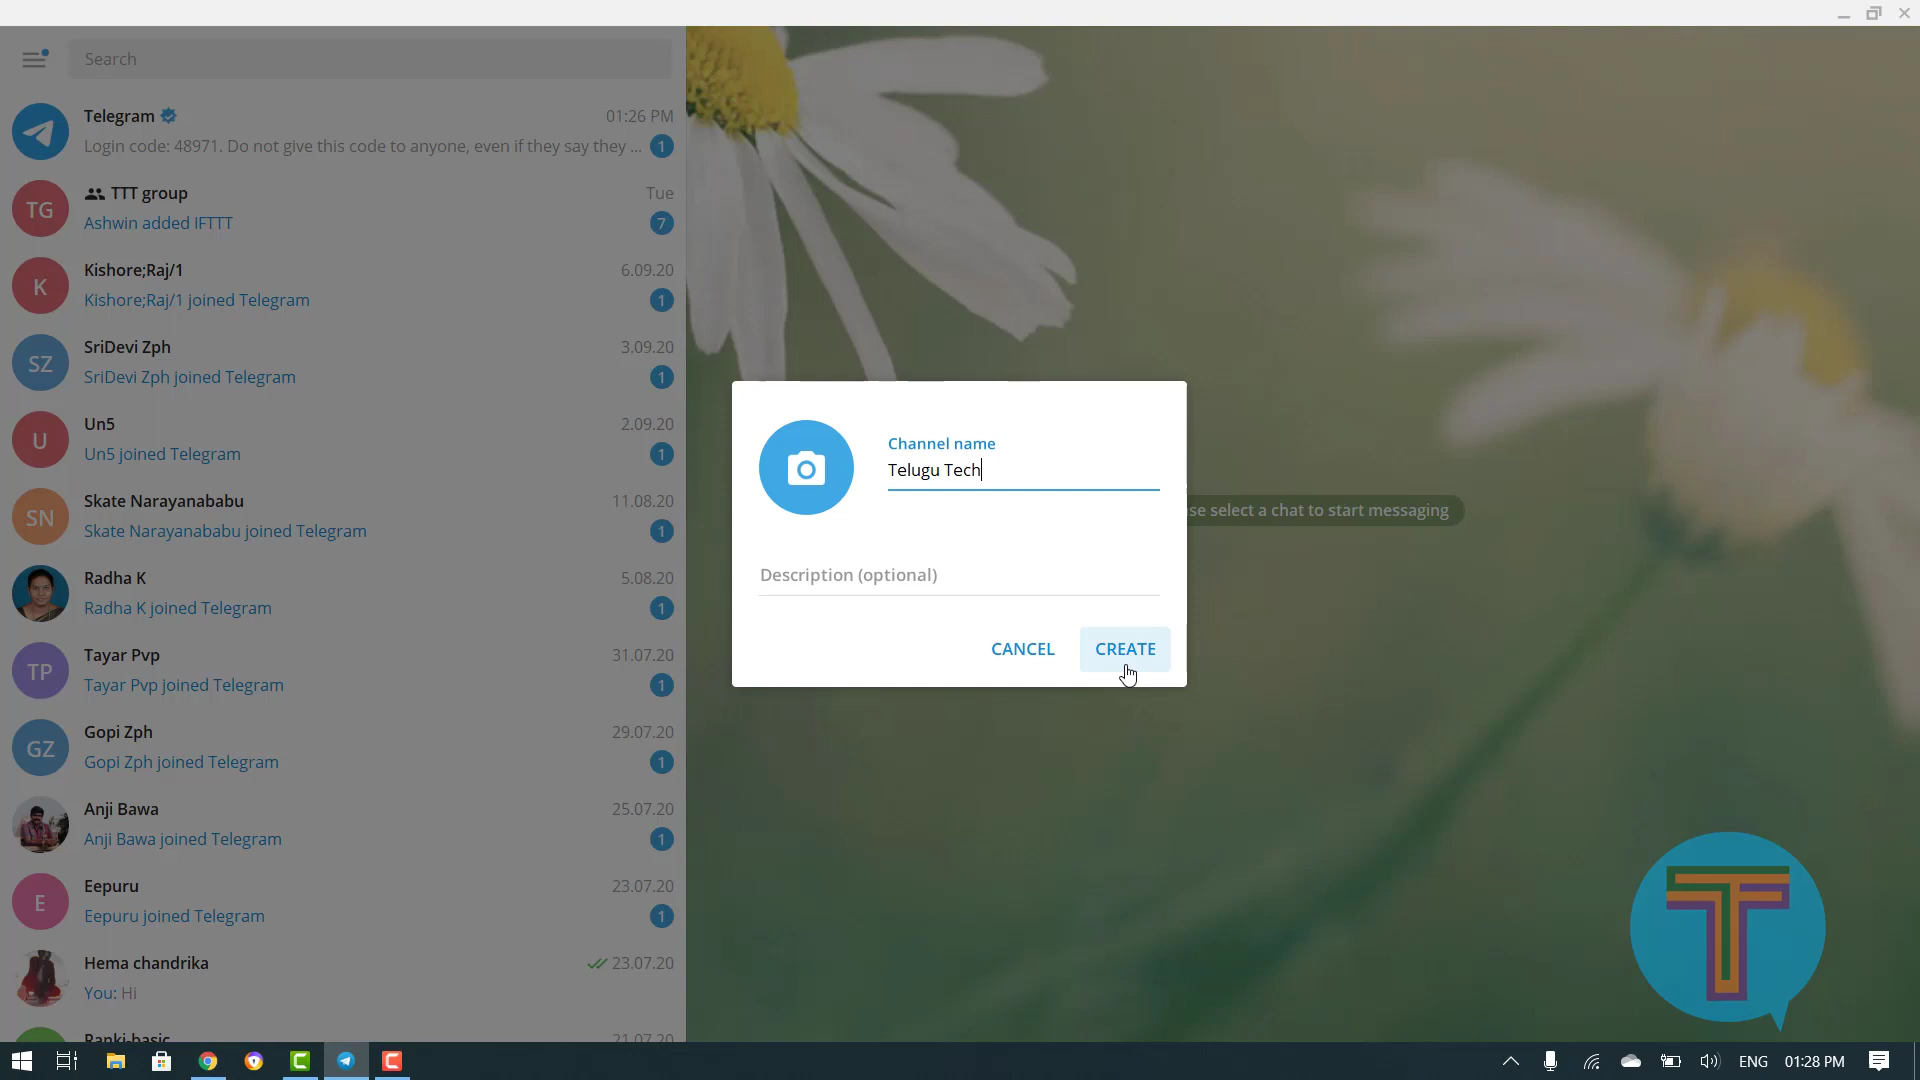 Search
Telegram 01:26 PM
Login code: 48971. Do not give this code to anyone, even if they say they ... 1
TTT group Tue
TG
Ashwin added IFTTT 7
Kishore;Raj/1 6.09.20
K
Kishore;Raj/1 joined Telegram 1
SriDevi Zph 3.09.20
SZ
SriDevi Zph joined Telegram 1
Un5 2.09.20
U
Un5 joined Telegram 1
Skate Narayanababu 11.08.20
SN
Skate Narayanababu joined Telegram 1
Radha K 5.08.20
Radha K joined Telegram 1
Tayar Pvp 31.07.20
TP
Tayar Pvp joined Telegram 1
Gopi Zph 29.07.20
GZ
Gopi Zph joined Telegram 1
Anji Bawa 25.07.20
Anji Bawa joined Telegram 1
Eepuru 23.07.20
E
Eepuru joined Telegram 1
Hema chandrika 23.07.20
You: Hi
Channel name
Telugu Tech
se select a chat to start messaging
Description (optional)
CANCEL CREATE
T
ENG 01:28 PM